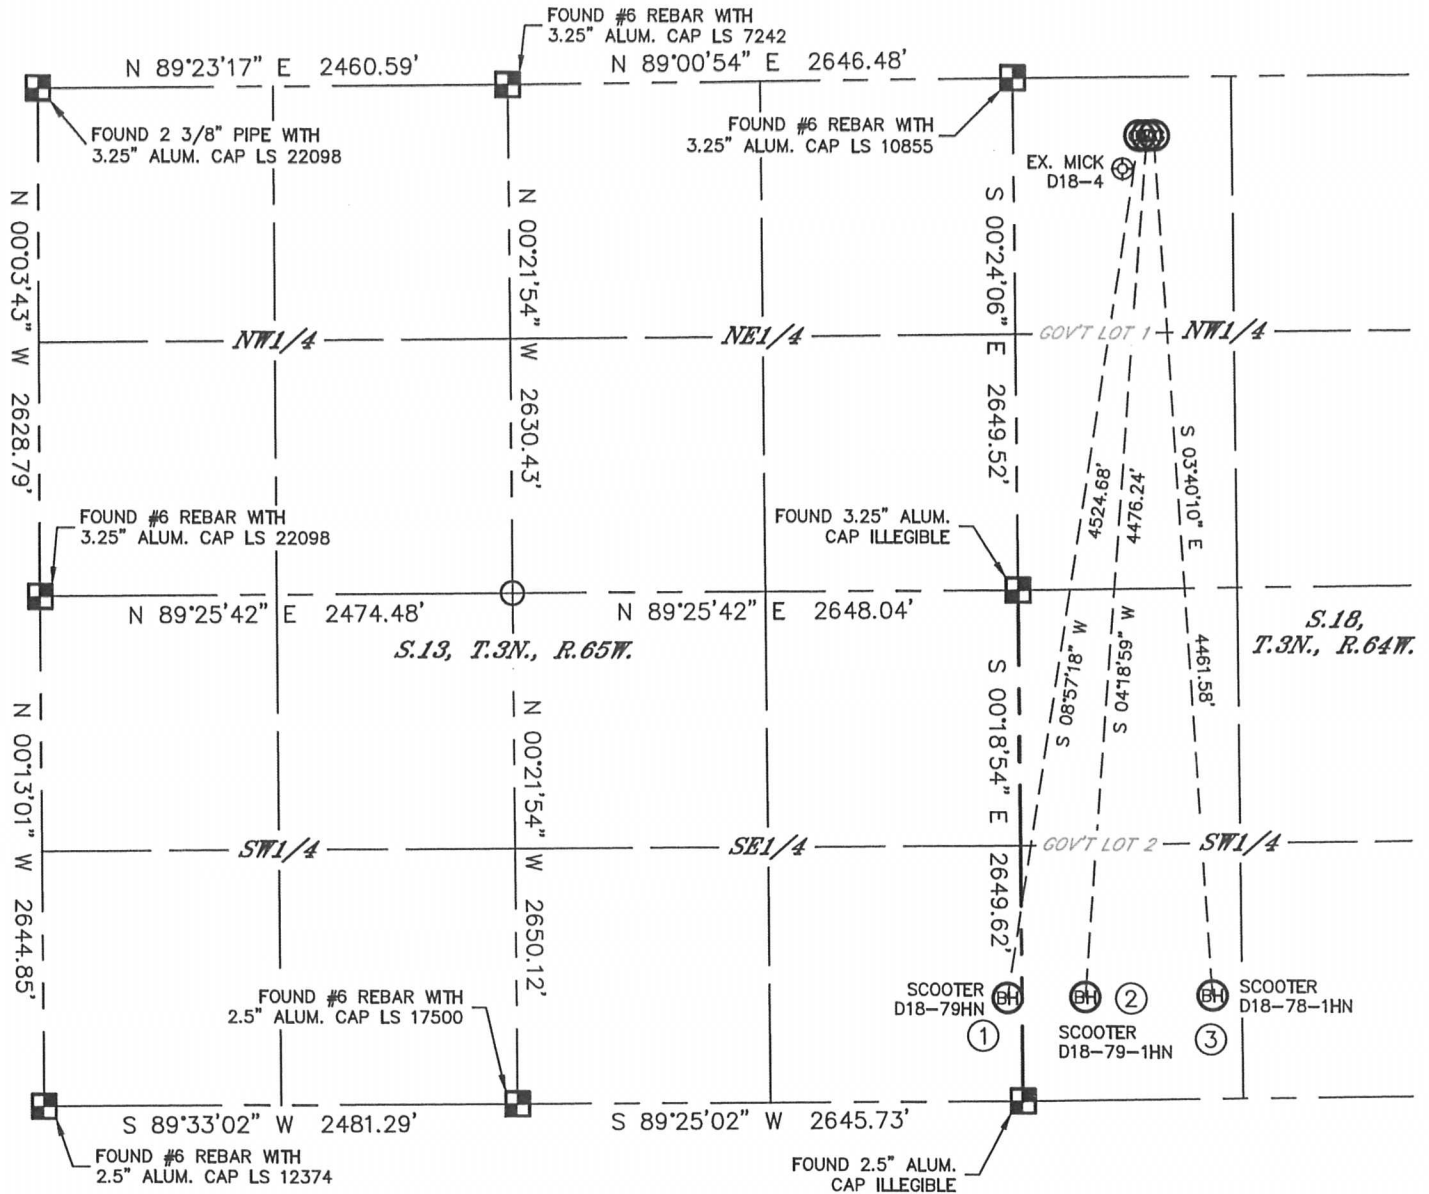 FOUND #6 REBAR WITH
3.25" ALUM. CAP LS 7242
N 89°23'17" E 2460.59'
N 89°00'54" E 2646.48'
FOUND 2 3/8" PIPE WITH
3.25" ALUM. CAP LS 22098
FOUND #6 REBAR WITH
3.25" ALUM. CAP LS 10855
EX. MICK
D18-4
N 00°03'43" W 2628.79'
N 00°21'54" W 2630.43'
S 00°24'06" E 2649.52'
NW1/4
NE1/4
GOV'T LOT 1
NW1/4
4524.68'
4476.24'
S 03°40'10" E
FOUND #6 REBAR WITH
3.25" ALUM. CAP LS 22098
FOUND 3.25" ALUM.
CAP ILLEGIBLE
N 89°25'42" E 2474.48'
N 89°25'42" E 2648.04'
S.13, T.3N., R.65W.
S.18,
T.3N., R.64W.
S 08°57'18" W
S 04°18'59" W
4461.58'
N 00°13'01" W 2644.85'
N 00°21'54" W 2650.12'
S 00°18'54" E 2649.62'
SW1/4
SE1/4
GOV'T LOT 2
SW1/4
FOUND #6 REBAR WITH
2.5" ALUM. CAP LS 17500
SCOOTER
D18-79HN
BH
1
BH
2
SCOOTER
D18-79-1HN
BH
SCOOTER
D18-78-1HN
3
S 89°33'02" W 2481.29'
S 89°25'02" W 2645.73'
FOUND #6 REBAR WITH
2.5" ALUM. CAP LS 12374
FOUND 2.5" ALUM.
CAP ILLEGIBLE